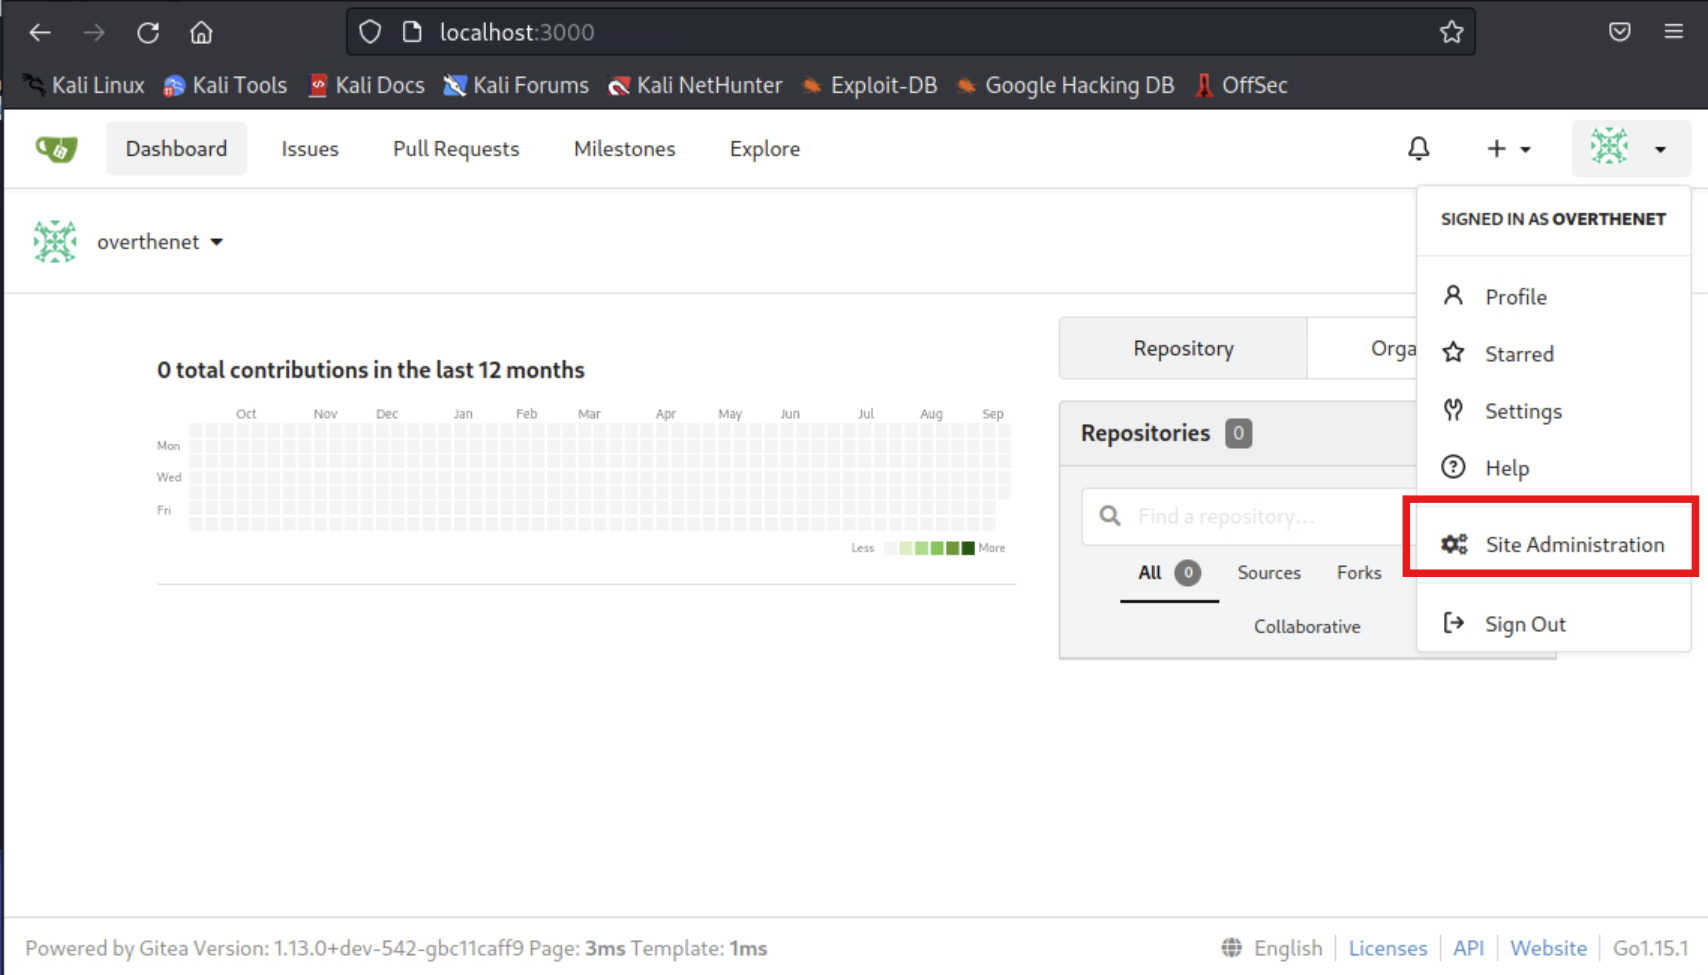 localhost:3000
Kali Linux Kali Tools Kali Docs Kali Forums Kali NetHunter Exploit-DB Google Hacking DB OffSec
Dashboard Issues Pull Requests Milestones Explore
SIGNED IN AS OVERTHENET
overthenet
Profile
Starred
Settings
Help
Site Administration
Sign Out
0 total contributions in the last 12 months
Oct Nov Dec Jan Feb Mar Apr May Jun Jul Aug Sep
Mon
Wed
Fri
Less More
Repository Orga
Repositories 0
Find a repository...
All 0 Sources Forks
Collaborative
Powered by Gitea Version: 1.13.0+dev-542-gbc11caff9 Page: 3ms Template: 1ms
English Licenses API Website Go1.15.1